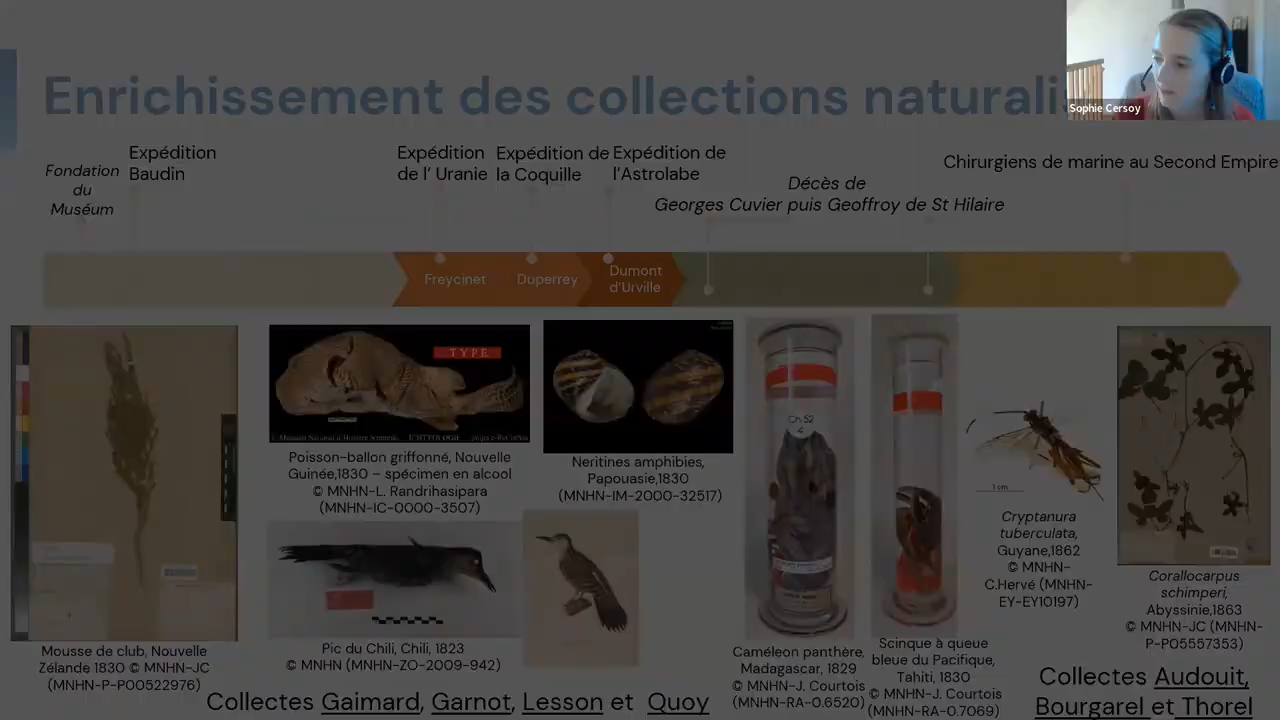 Enrichissement des collections
Sophie Cersoy
Fondation
du
Muséum
Expédition
Baudin
Expédition
de l' Uranie
Expédition de
la Coquille
Expédition de
l'Astrolabe
Décès de
Georges Cuvier puis Geoffroy de St Hilaire
Chirurgiens de marine au Second Empire
Freycinet
Duperrey
Dumont
d'Urville
TYPE
Ch 52
4
1 cm
Mousse de club, Nouvelle
Zélande 1830 © MNHN-JC
(MNHN-P-P00522976)
Poisson-ballon griffonné, Nouvelle
Guinée,1830 – spécimen en alcool
© MNHN-L. Randrihasipara
(MNHN-IC-0000-3507)
Neritines amphibies,
Papouasie,1830
(MNHN-IM-2000-32517)
Pic du Chili, Chili, 1823
© MNHN (MNHN-ZO-2009-942)
Caméléon panthère,
Madagascar, 1829
© MNHN-J. Courtois
(MNHN-RA-0.6520)
Scinque à queue
bleue du Pacifique,
Tahiti, 1830
© MNHN-J. Courtois
(MNHN-RA-0.7069)
Cryptanura
tuberculata,
Guyane,1862
© MNHN-
C.Hervé (MNHN-
EY-EY10197)
Corallocarpus
schimperi,
Abyssinie,1863
© MNHN-JC (MNHN-
P-P05557353)
Collectes Gaimard, Garnot, Lesson et Quoy
Collectes Audouit,
Bourgarel et Thorel